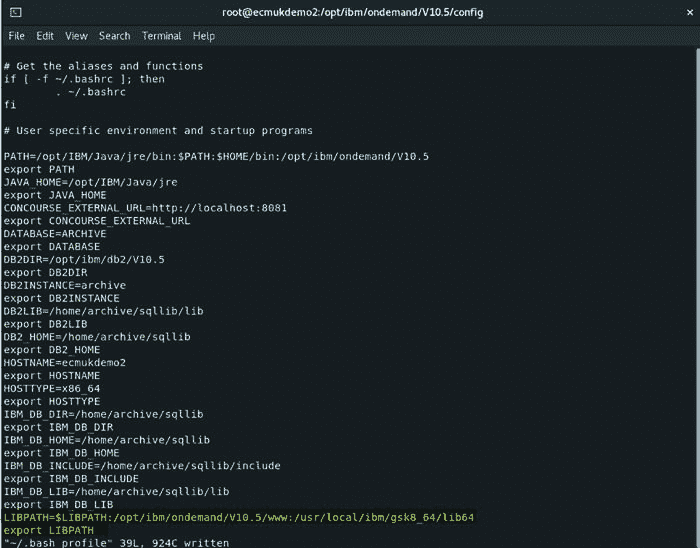 root@ecmukdemo2:/opt/ibm/ondemand/V10.5/config
File Edit View Search Terminal Help
# Get the aliases and functions
if [ -f ~/.bashrc ]; then
. ~/.bashrc
fi
# User specific environment and startup programs
PATH=/opt/IBM/Java/jre/bin:$PATH:$HOME/bin:/opt/ibm/ondemand/V10.5
export PATH
JAVA_HOME=/opt/IBM/Java/jre
export JAVA_HOME
CONCOURSE_EXTERNAL_URL=http://localhost:8081
export CONCOURSE_EXTERNAL_URL
DATABASE=ARCHIVE
export DATABASE
DB2DIR=/opt/ibm/db2/V10.5
export DB2DIR
DB2INSTANCE=archive
export DB2INSTANCE
DB2LIB=/home/archive/sqllib/lib
export DB2LIB
DB2_HOME=/home/archive/sqllib
export DB2_HOME
HOSTNAME=ecmukdemo2
export HOSTNAME
HOSTTYPE=x86_64
export HOSTTYPE
IBM_DB_DIR=/home/archive/sqllib
export IBM_DB_DIR
IBM_DB_HOME=/home/archive/sqllib
export IBM_DB_HOME
IBM_DB_INCLUDE=/home/archive/sqllib/include
export IBM_DB_INCLUDE
IBM_DB_LIB=/home/archive/sqllib/lib
export IBM_DB_LIB
LIBPATH=$LIBPATH:/opt/ibm/ondemand/V10.5/www:/usr/local/ibm/gsk8_64/lib64
export LIBPATH
"~/.bash_profile" 39L, 924C written